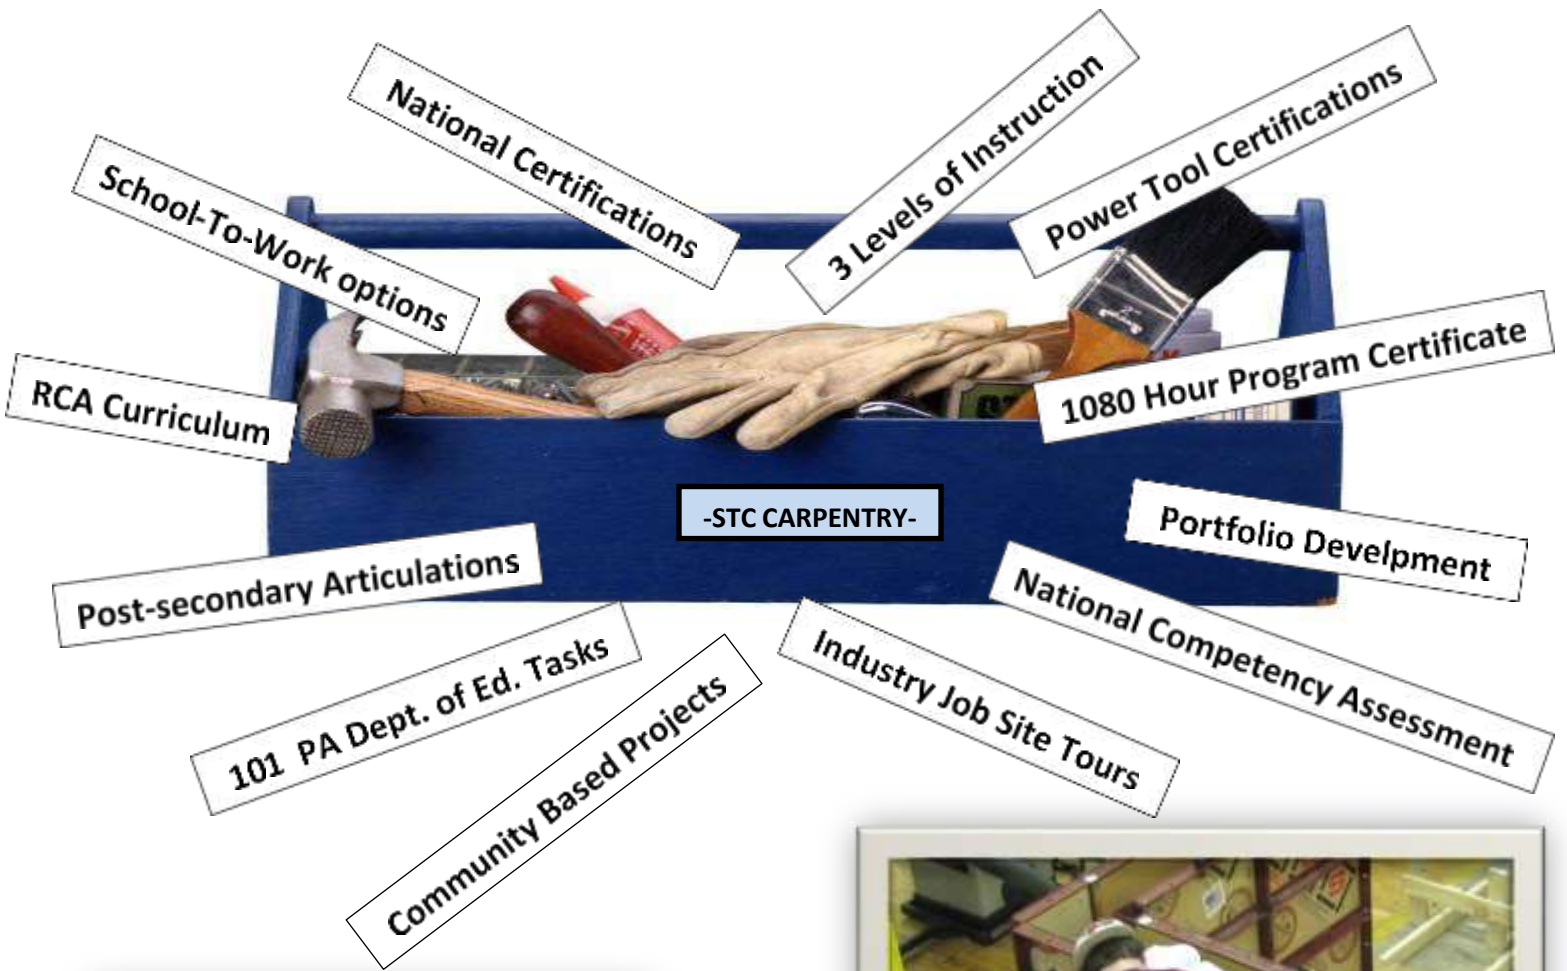 National Certifications
3 Levels of Instruction
Power Tool Certifications
School-To-Work options
RCA Curriculum
1080 Hour Program Certificate
-STC CARPENTRY-
Portfolio Develpment
Post-secondary Articulations
National Competency Assessment
101 PA Dept. of Ed. Tasks
Industry Job Site Tours
Community Based Projects